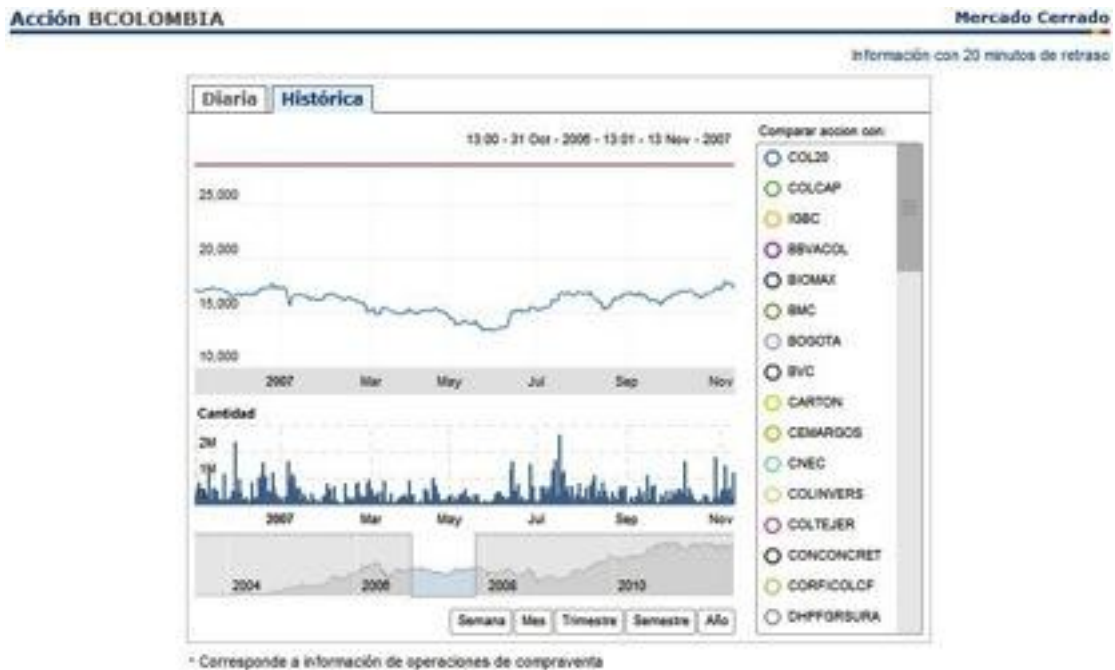 Acción BCOLOMBIA
Mercado Cerrado
Información con 20 minutos de retraso
Diaria
Histórica
13:00 - 31 Oct - 2006 - 13:01 - 13 Nov - 2007
25,000
20,000
15,000
10,000
2007 Mar May Jul Sep Nov
Cantidad
2M
1M
2007 Mar May Jul Sep Nov
2004 2006 2008 2010
Semana Mes Trimestre Semestre Año
Comparar accion con:
COL20
COLCAP
IGBC
BBVACOL
BIOMAX
BMC
BOGOTA
BVC
CARTON
CEMARGOS
CNEC
COLINVERS
COLTEJER
CONCONCRET
CORFICOLCF
DHPFGRSURA
* Corresponde a información de operaciones de compraventa